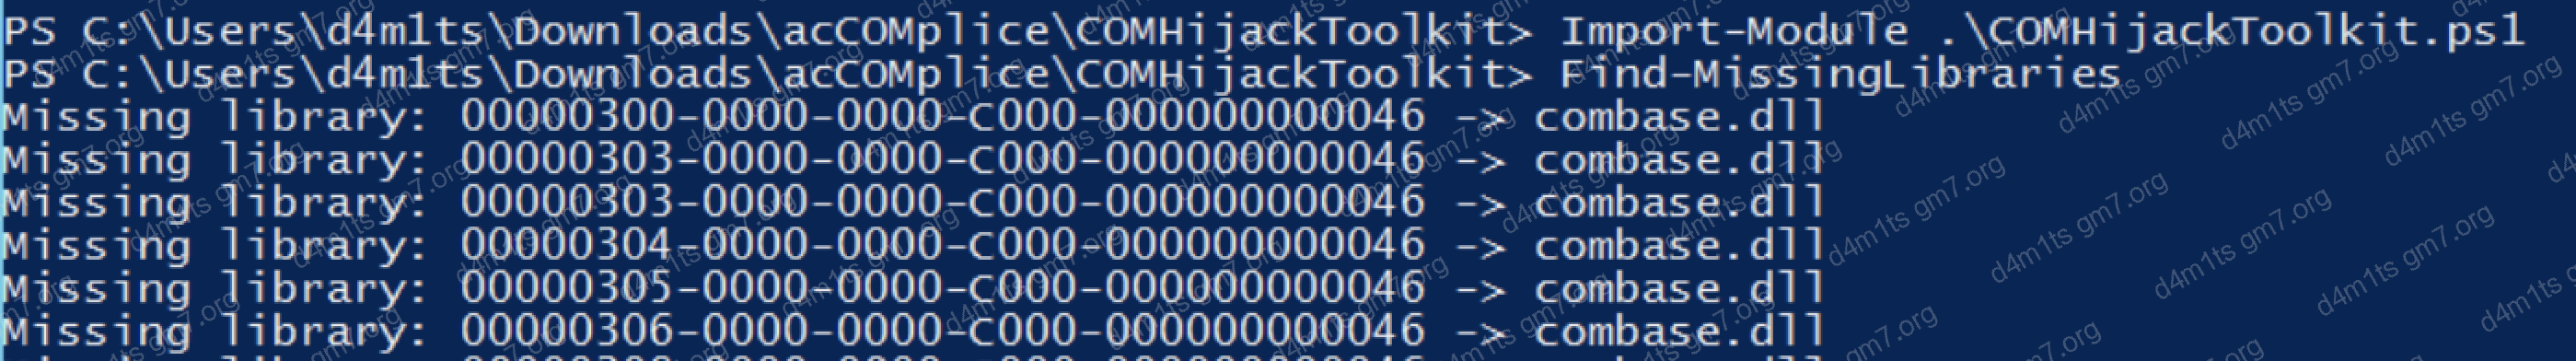 PS C:\Users\d4m1ts\Downloads\acCOMplice\COMHijackToolkit> Import-Module .\COMHijackToolkit.ps1
PS C:\Users\d4m1ts\Downloads\acCOMplice\COMHijackToolkit> Find-MissingLibraries
Missing library: 00000300-0000-0000-C000-000000000046 -> combase.dll
Missing library: 00000303-0000-0000-C000-000000000046 -> combase.dll
Missing library: 00000303-0000-0000-C000-000000000046 -> combase.dll
Missing library: 00000304-0000-0000-C000-000000000046 -> combase.dll
Missing library: 00000305-0000-0000-C000-000000000046 -> combase.dll
Missing library: 00000306-0000-0000-C000-000000000046 -> combase.dll
d4m1ts gm7.org